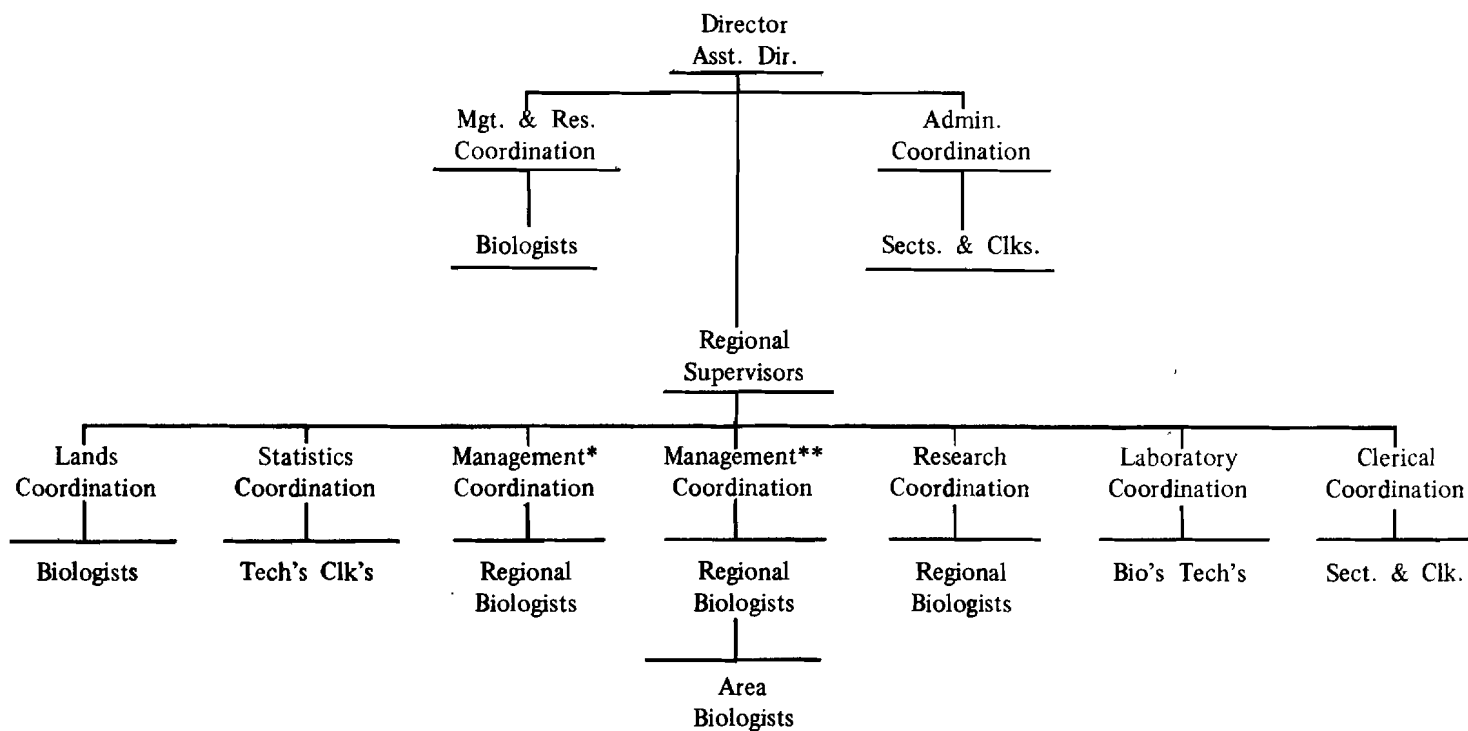 Director
Asst. Dir.
Mgt. & Res.
Coordination
Admin.
Coordination
Biologists
Sects. & Clks.
Regional
Supervisors
Lands
Coordination
Statistics
Coordination
Management*
Coordination
Management**
Coordination
Research
Coordination
Laboratory
Coordination
Clerical
Coordination
Biologists
Tech's Clk's
Regional
Biologists
Regional
Biologists
Regional
Biologists
Bio's Tech's
Sect. & Clk.
Area
Biologists